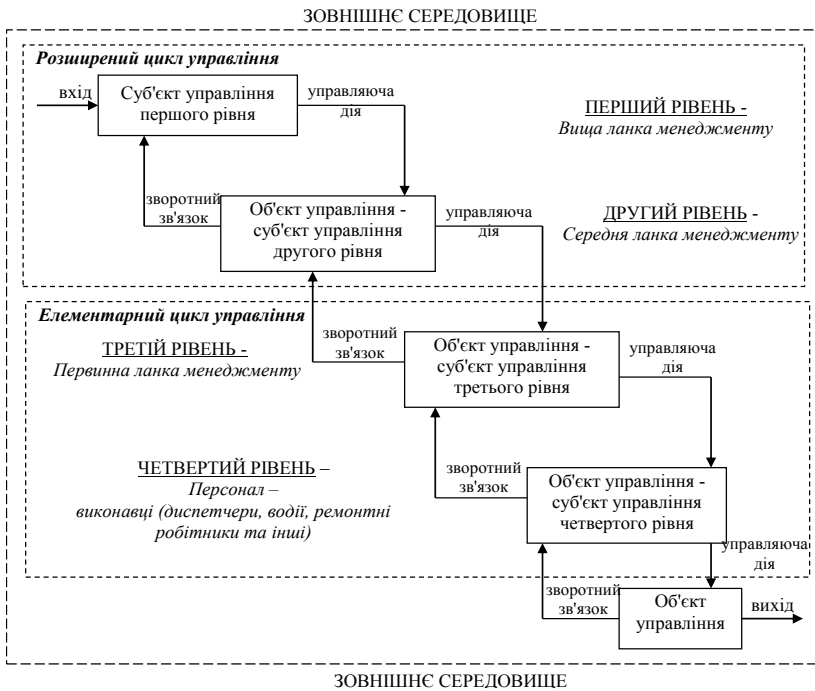 ЗОВНІШНЄ СЕРЕДОВИЩЕ
Розширений цикл управління
вхід
Суб'єкт управління
першого рівня
управляюча
дія
ПЕРШИЙ РІВЕНЬ -
Вища ланка менеджменту
зворотний
зв'язок
Об'єкт управління -
суб'єкт управління
другого рівня
управляюча
дія
ДРУГИЙ РІВЕНЬ -
Середня ланка менеджменту
Елементарний цикл управління
ТРЕТІЙ РІВЕНЬ -
Первинна ланка менеджменту
зворотний
зв'язок
Об'єкт управління -
суб'єкт управління
третього рівня
управляюча
дія
ЧЕТВЕРТИЙ РІВЕНЬ –
Персонал –
виконавці (диспетчери, водії, ремонтні
робітники та інші)
зворотний
зв'язок
Об'єкт управління -
суб'єкт управління
четвертого рівня
управляюча
дія
зворотний
зв'язок
Об'єкт
управління
вихід
ЗОВНІШНЄ СЕРЕДОВИЩЕ